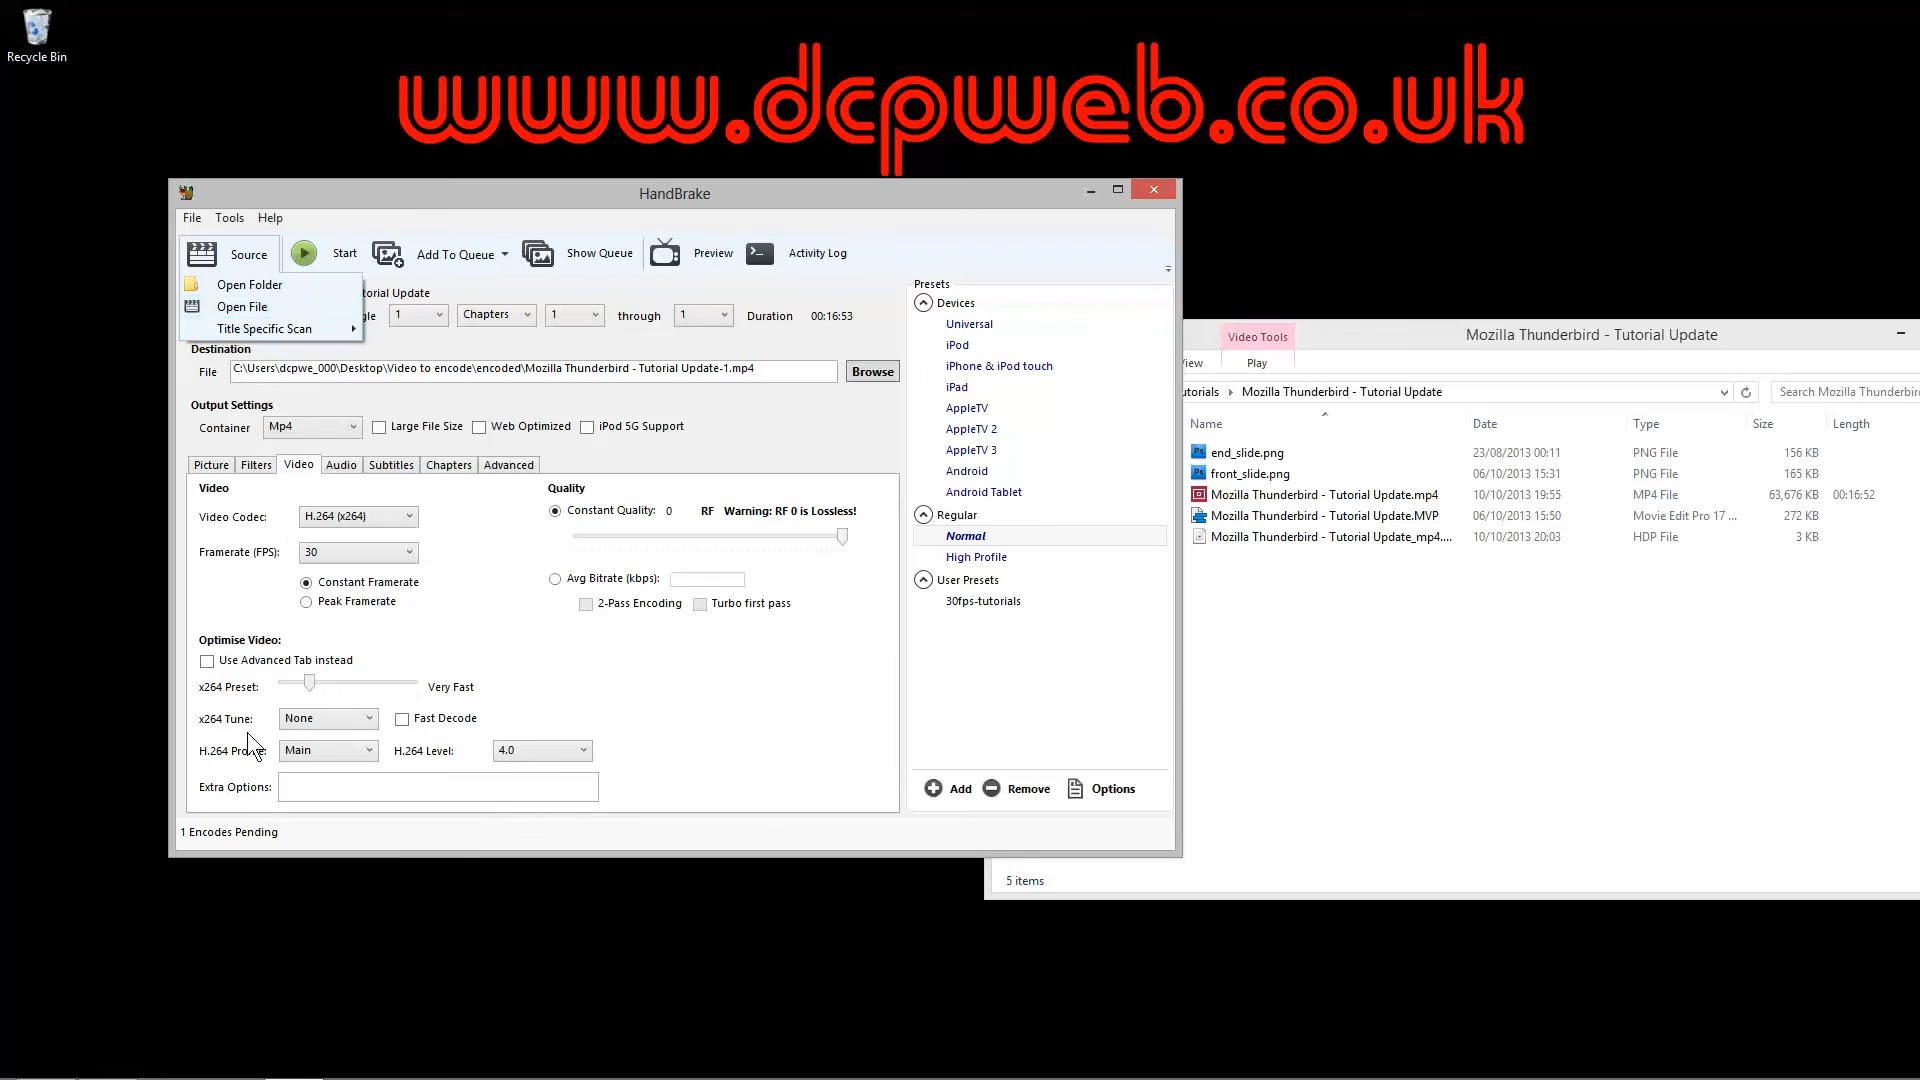 Recycle Bin
www.dcpweb.co.uk
HandBrake
File Tools Help
Source Start Add To Queue Show Queue Preview Activity Log
Open Folder
Open File
Title Specific Scan
torial Update
gle 1 Chapters 1 through 1 Duration 00:16:53
Destination
File C:\Users\dcpwe_000\Desktop\Video to encode\encoded\Mozilla Thunderbird - Tutorial Update-1.mp4 Browse
Output Settings
Container Mp4 Large File Size Web Optimized iPod 5G Support
Picture Filters Video Audio Subtitles Chapters Advanced
Video
Video Codec: H.264 (x264)
Framerate (FPS): 30
Constant Framerate
Peak Framerate
Quality
Constant Quality: 0 RF Warning: RF 0 is Lossless!
Avg Bitrate (kbps):
2-Pass Encoding Turbo first pass
Optimise Video:
Use Advanced Tab instead
x264 Preset: Very Fast
x264 Tune: None Fast Decode
H.264 Main H.264 Level: 4.0
Extra Options:
1 Encodes Pending
Presets
Devices
Universal
iPod
iPhone & iPod touch
iPad
AppleTV
AppleTV 2
AppleTV 3
Android
Android Tablet
Regular
Normal
High Profile
User Presets
30fps-tutorials
Add Remove Options
Video Tools Mozilla Thunderbird - Tutorial Update
View Play
utorials Mozilla Thunderbird - Tutorial Update Search Mozilla Thunderbir
Name Date Type Size Length
end_slide.png 23/08/2013 00:11 PNG File 156 KB
front_slide.png 06/10/2013 15:31 PNG File 165 KB
Mozilla Thunderbird - Tutorial Update.mp4 10/10/2013 19:55 MP4 File 63,676 KB 00:16:52
Mozilla Thunderbird - Tutorial Update.MVP 06/10/2013 15:50 Movie Edit Pro 17 ... 272 KB
Mozilla Thunderbird - Tutorial Update_mp4.... 10/10/2013 20:03 HDP File 3 KB
5 items